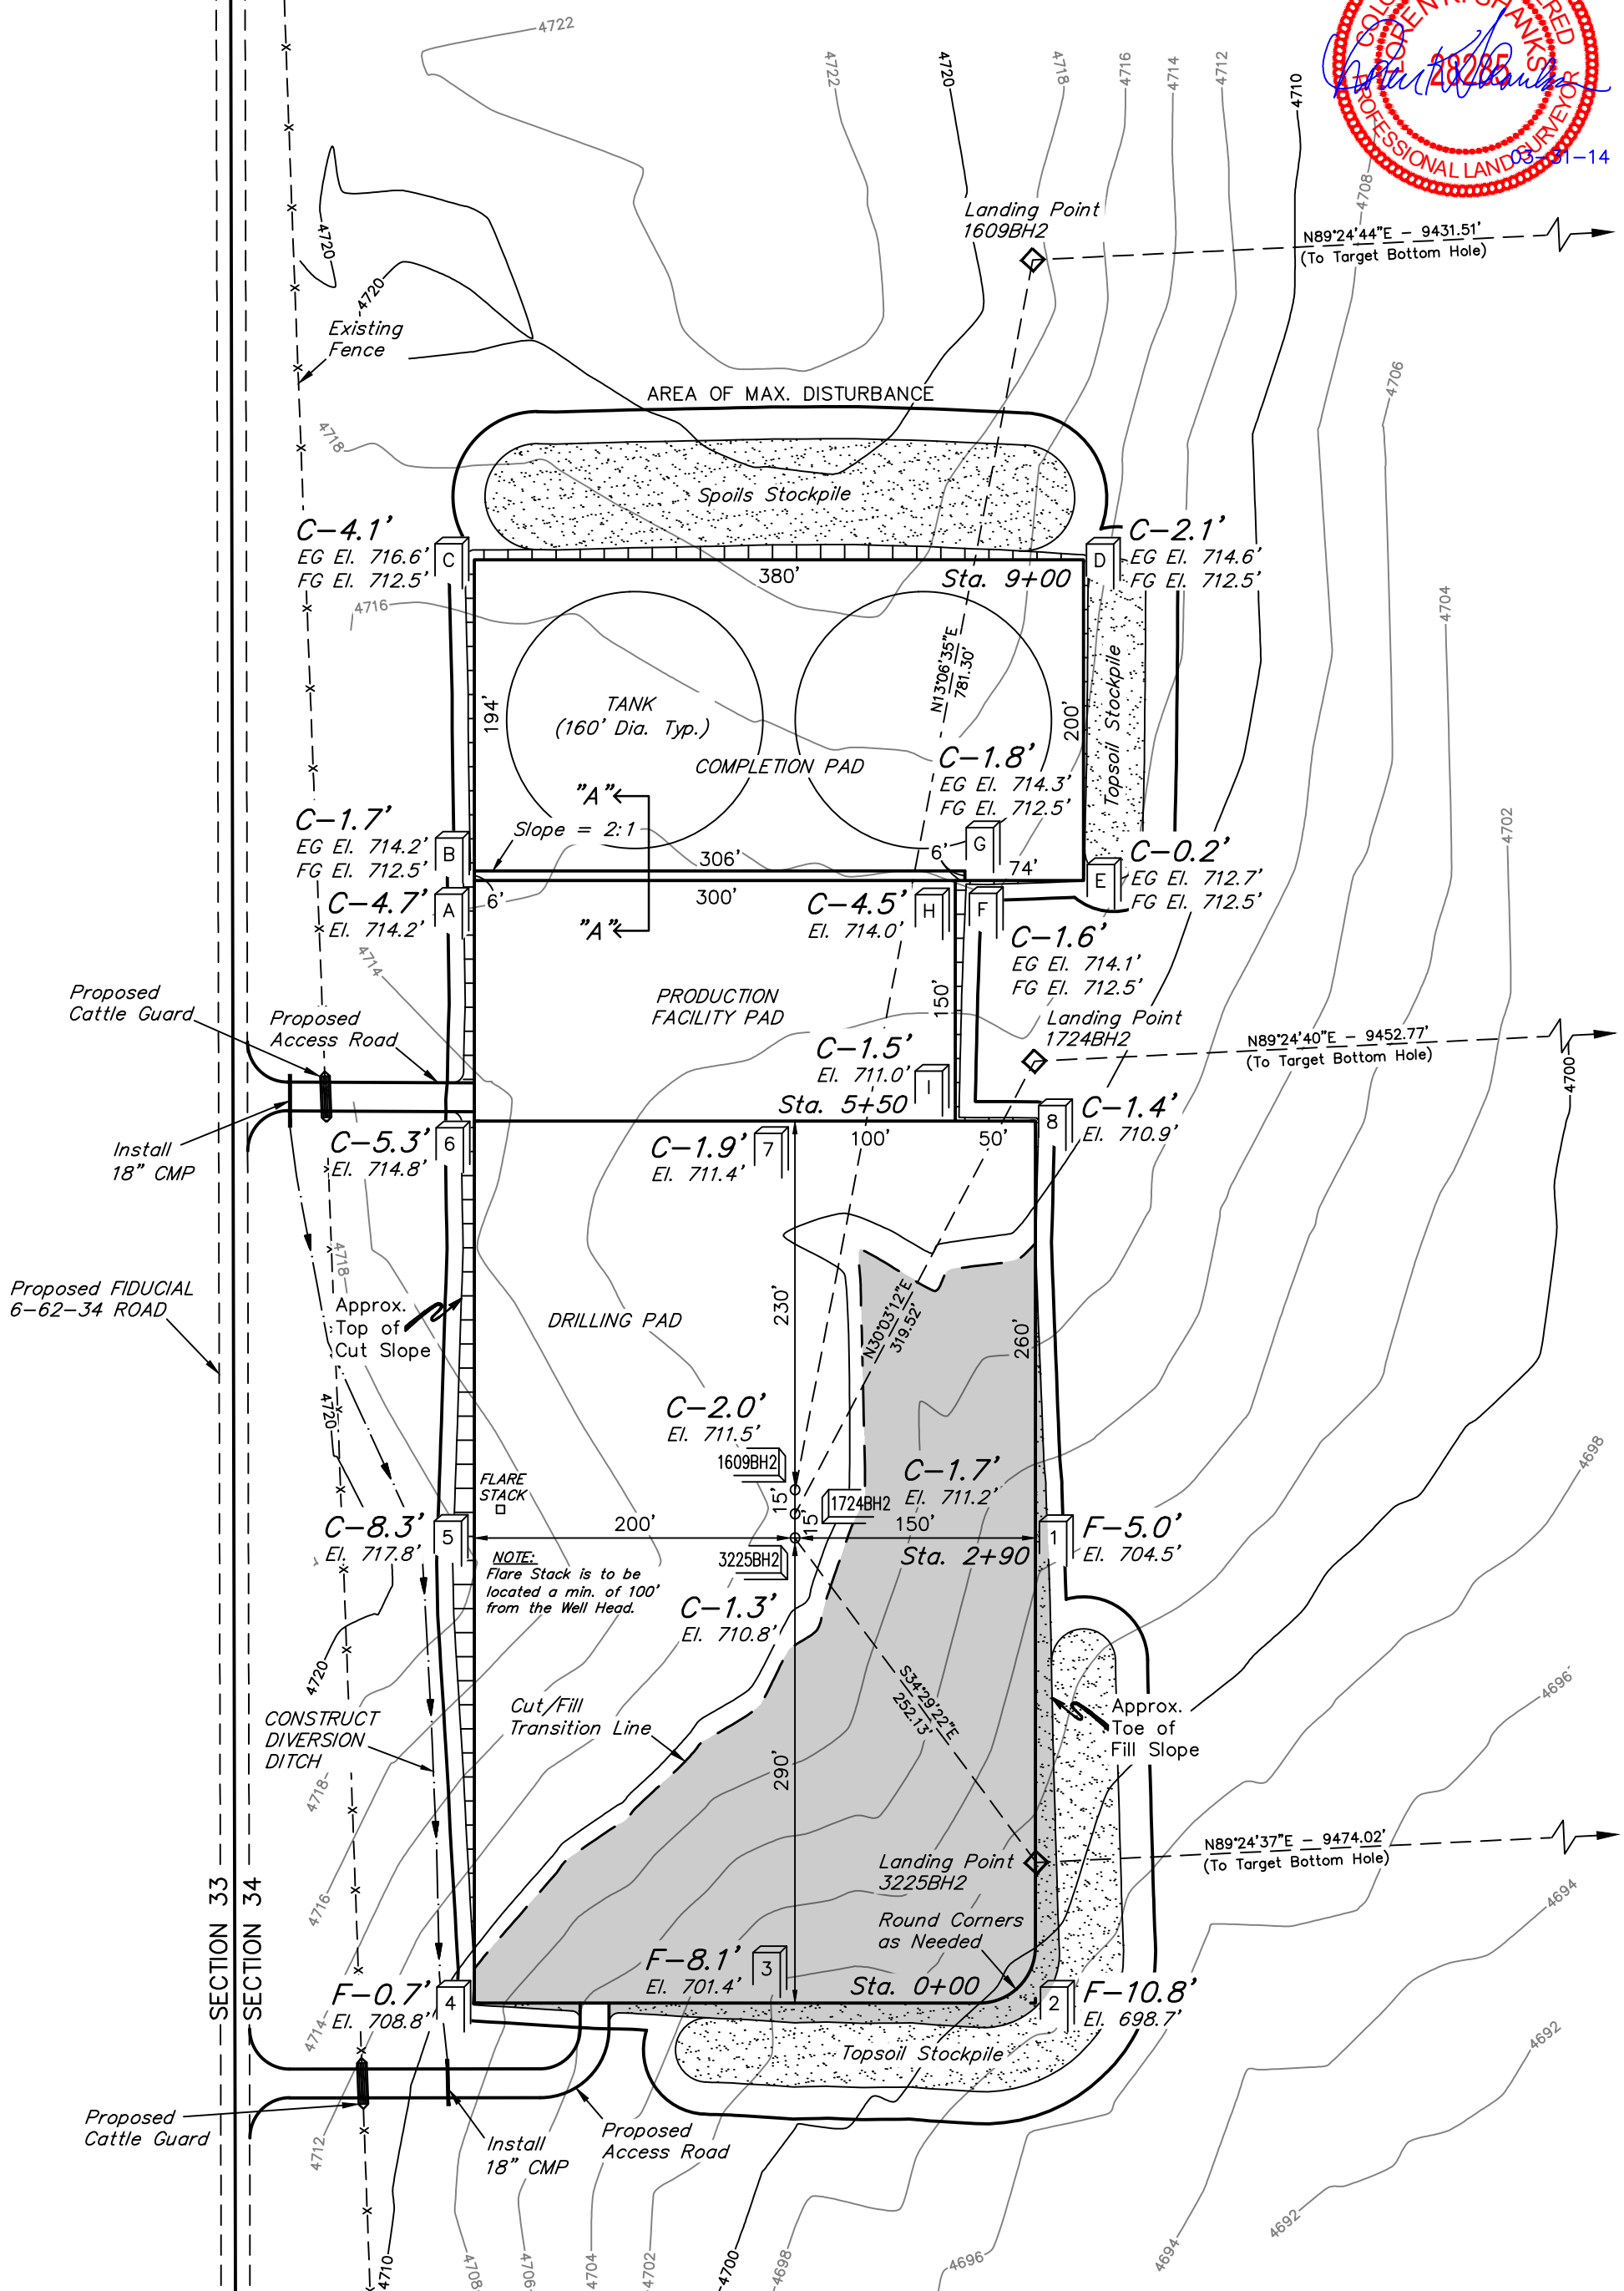 COLO
ERED
LOREN K. SHANKS
28285
PROFESSIONAL LAND SURVEYOR
03-31-14
4722
4722
4720
4718
4716
4714
4712
4710
4708
Landing Point
1609BH2
N89°24'44"E - 9431.51'
(To Target Bottom Hole)
4720
4720
Existing
Fence
4706
AREA OF MAX. DISTURBANCE
4718
Spoils Stockpile
C-4.1'
EG El. 716.6'
FG El. 712.5'
C
C-2.1'
EG El. 714.6'
FG El. 712.5'
D
380'
Sta. 9+00
4716
4704
N13°06'35"E
781.30'
Topsoil Stockpile
194'
TANK
(160' Dia. Typ.)
200'
COMPLETION PAD
C-1.8'
EG El. 714.3'
FG El. 712.5'
"A"
Slope = 2:1
C-1.7'
EG El. 714.2'
FG El. 712.5'
B
G
4702
306'
6'
74'
C-0.2'
EG El. 712.7'
FG El. 712.5'
E
C-4.7'
El. 714.2'
A
6'
300'
C-4.5'
El. 714.0'
H
F
"A"
C-1.6'
EG El. 714.1'
FG El. 712.5'
4714
Proposed
Cattle Guard
Proposed
Access Road
PRODUCTION
FACILITY PAD
150'
Landing Point
1724BH2
N89°24'40"E - 9452.77'
(To Target Bottom Hole)
C-1.5'
El. 711.0'
I
Sta. 5+50
4700
C-1.4'
El. 710.9'
8
Install
18" CMP
C-5.3'
El. 714.8'
6
C-1.9'
El. 711.4'
7
100'
50'
4718
Proposed FIDUCIAL
6-62-34 ROAD
Approx.
Top of
Cut Slope
DRILLING PAD
230'
N30°03'12"E
319.52'
260'
4720
C-2.0'
El. 711.5'
1609BH2
FLARE
STACK
15'
15'
1724BH2
C-1.7'
El. 711.2'
4698
C-8.3'
El. 717.8'
5
200'
150'
Sta. 2+90
F-5.0'
El. 704.5'
1
3225BH2
NOTE:
Flare Stack is to be
located a min. of 100'
from the Well Head.
C-1.3'
El. 710.8'
4720
S34°29'22"E
252.13'
4696
CONSTRUCT
DIVERSION
DITCH
Cut/Fill
Transition Line
Approx.
Toe of
Fill Slope
4718
290'
N89°24'37"E - 9474.02'
(To Target Bottom Hole)
Landing Point
3225BH2
4694
SECTION 33
SECTION 34
4716
Round Corners
as Needed
F-8.1'
El. 701.4'
3
Sta. 0+00
F-0.7'
El. 708.8'
4
F-10.8'
El. 698.7'
2
4714
Topsoil Stockpile
4692
Proposed
Cattle Guard
4712
Install
18" CMP
Proposed
Access Road
4710
4708
4706
4704
4702
4700
4698
4696
4694
4692